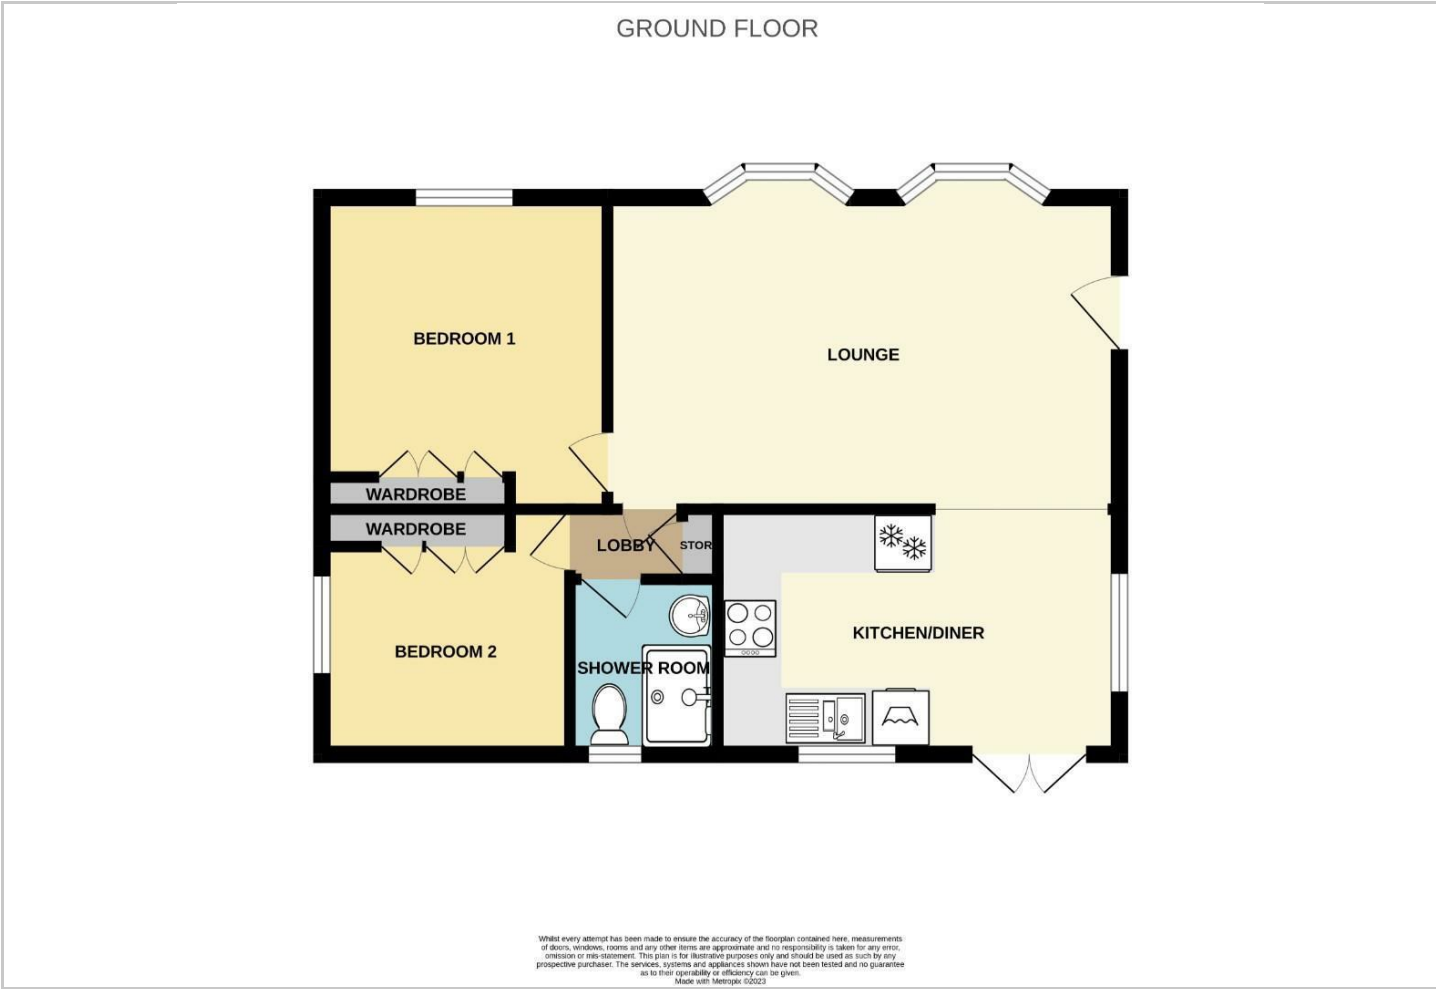 GROUND FLOOR
BEDROOM 1
LOUNGE
WARDROBE
WARDROBE
LOBBY
STOR
KITCHEN/DINER
BEDROOM 2
SHOWER ROOM
Whilst every attempt has been made to ensure the accuracy of the floorplan contained here, measurements
of doors, windows, rooms and any other items are approximate and no responsibility is taken for any error,
omission or mis-statement. This plan is for illustrative purposes only and should be used as such by any
prospective purchaser. The services, systems and appliances shown have not been tested and no guarantee
as to their operability or efficiency can be given.
Made with Metropix ©2023